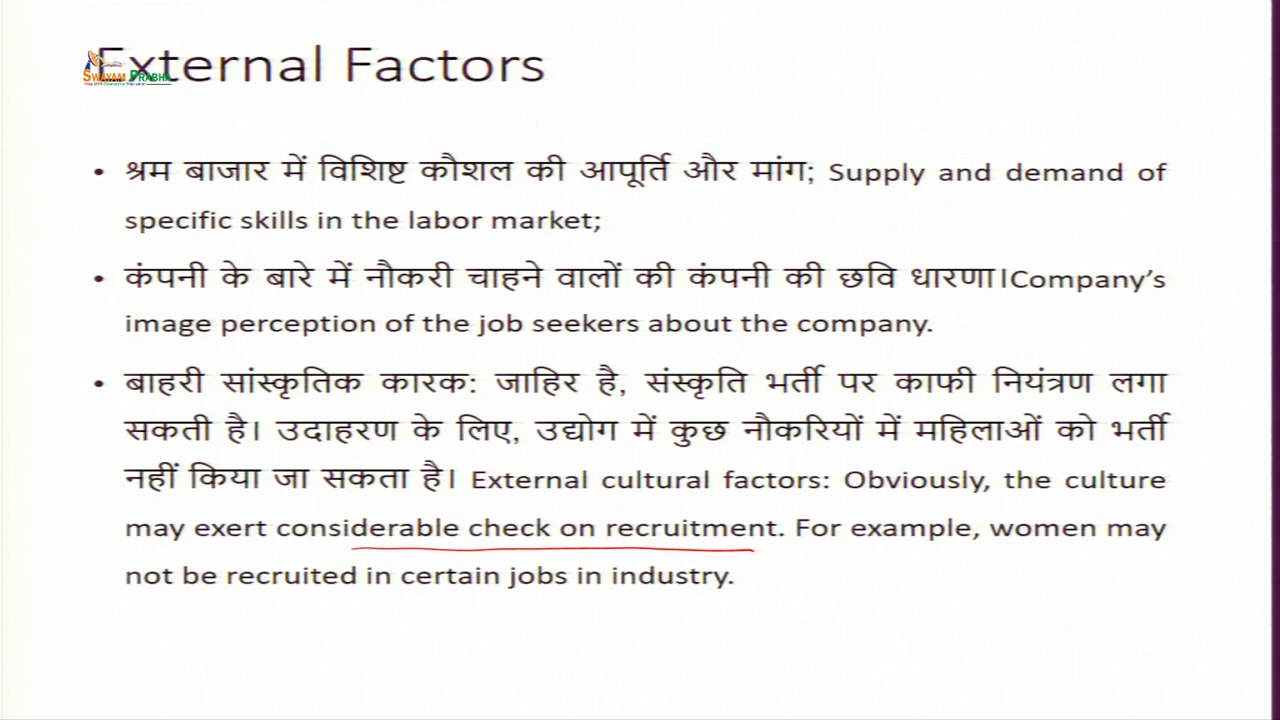 External Factors
SWAYAM PRABHA
• श्रम बाजार में विशिष्ट कौशल की आपूर्ति और मांग; Supply and demand of
specific skills in the labor market;
• कंपनी के बारे में नौकरी चाहने वालों की कंपनी की छवि धारणा।Company's
image perception of the job seekers about the company.
• बाहरी सांस्कृतिक कारक: जाहिर है, संस्कृति भर्ती पर काफी नियंत्रण लगा
सकती है। उदाहरण के लिए, उद्योग में कुछ नौकरियों में महिलाओं को भर्ती
नहीं किया जा सकता है। External cultural factors: Obviously, the culture
may exert considerable check on recruitment. For example, women may
not be recruited in certain jobs in industry.